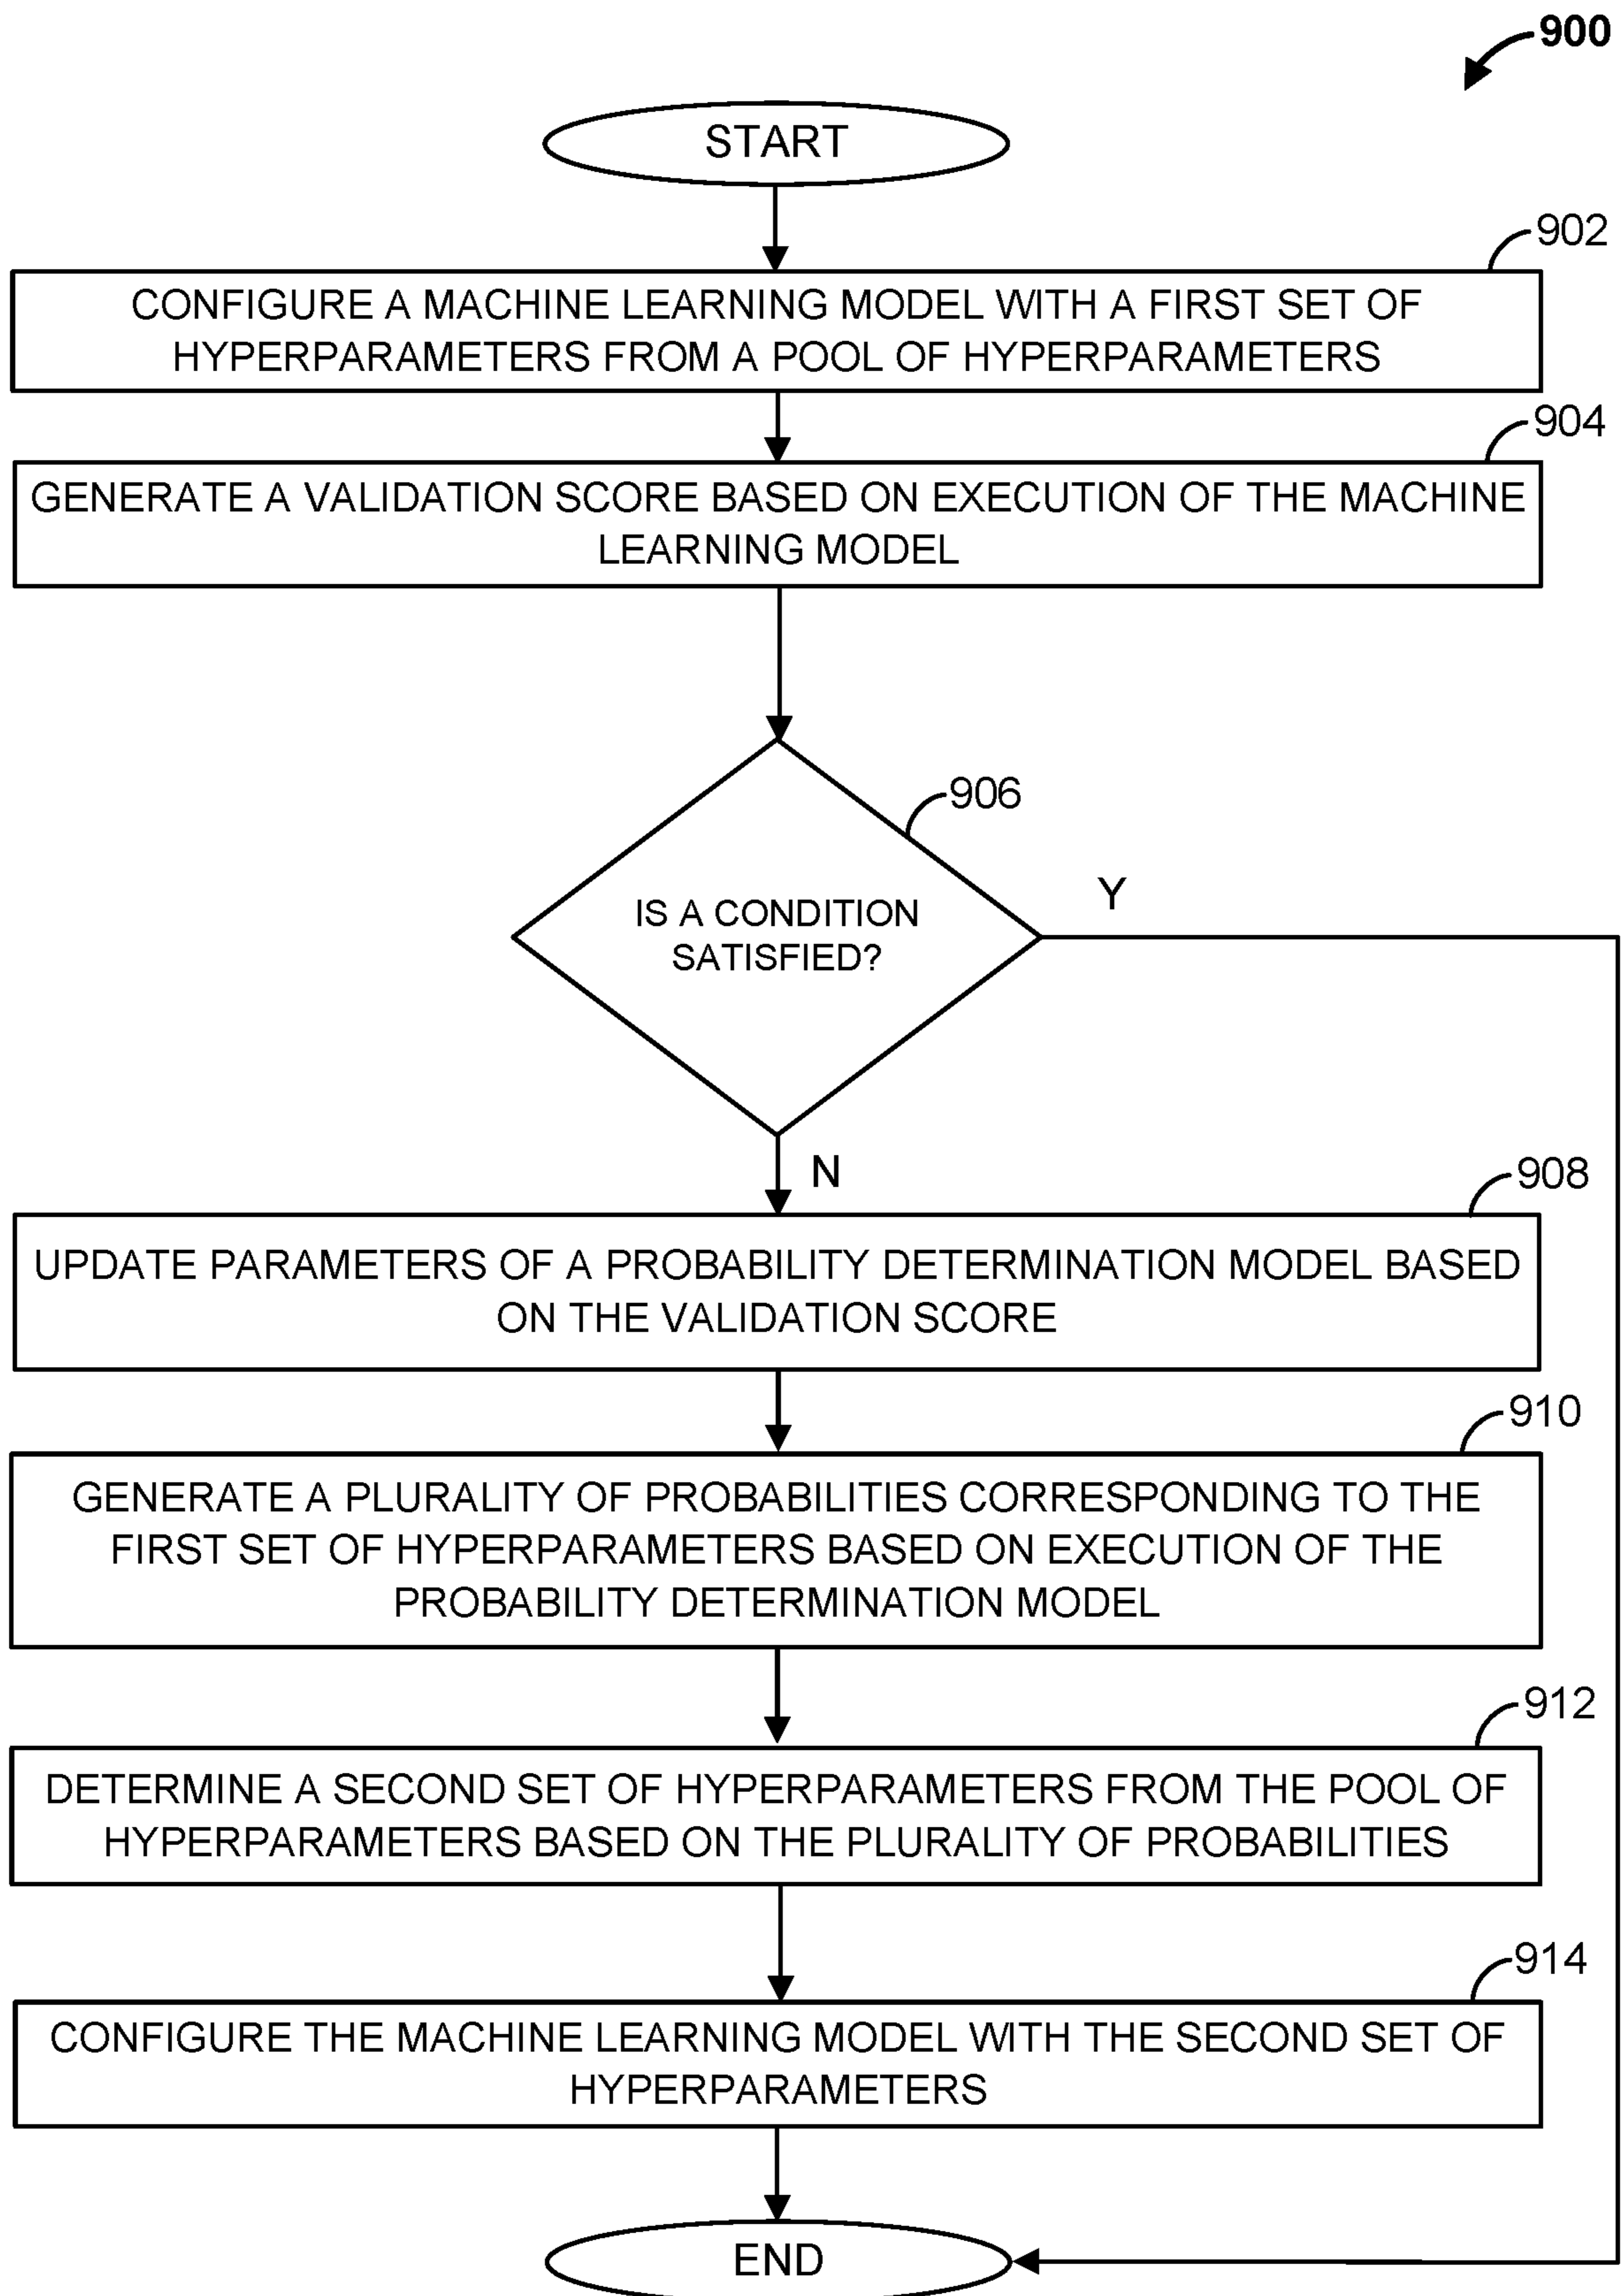 900
START
902
CONFIGURE A MACHINE LEARNING MODEL WITH A FIRST SET OF
HYPERPARAMETERS FROM A POOL OF HYPERPARAMETERS
904
GENERATE A VALIDATION SCORE BASED ON EXECUTION OF THE MACHINE
LEARNING MODEL
906
IS A CONDITION
SATISFIED?
Y
N
908
UPDATE PARAMETERS OF A PROBABILITY DETERMINATION MODEL BASED
ON THE VALIDATION SCORE
910
GENERATE A PLURALITY OF PROBABILITIES CORRESPONDING TO THE
FIRST SET OF HYPERPARAMETERS BASED ON EXECUTION OF THE
PROBABILITY DETERMINATION MODEL
912
DETERMINE A SECOND SET OF HYPERPARAMETERS FROM THE POOL OF
HYPERPARAMETERS BASED ON THE PLURALITY OF PROBABILITIES
914
CONFIGURE THE MACHINE LEARNING MODEL WITH THE SECOND SET OF
HYPERPARAMETERS
END